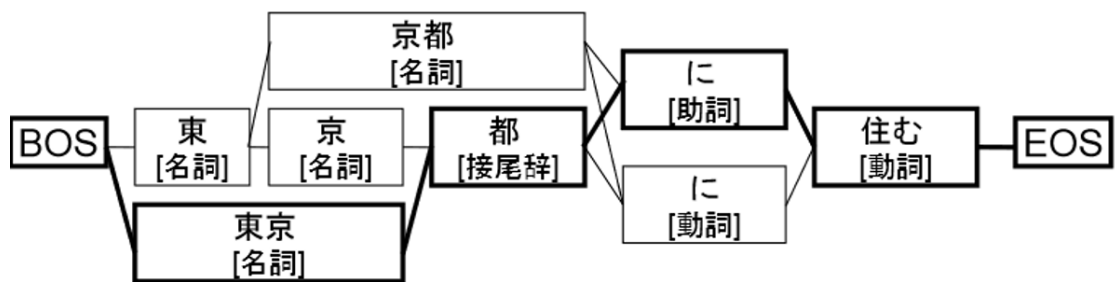 BOS
東
[名詞]
東京
[名詞]
京都
[名詞]
京
[名詞]
都
[接尾辞]
に
[助詞]
に
[動詞]
住む
[動詞]
EOS